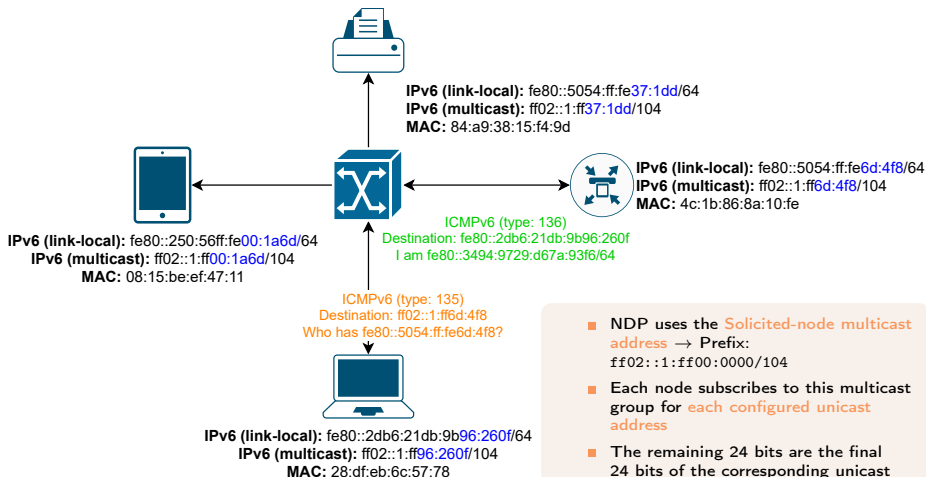 IPv6 (link-local): fe80::5054:ff:fe37:1dd/64
IPv6 (multicast): ff02::1:ff37:1dd/104
MAC: 84:a9:38:15:f4:9d
IPv6 (link-local): fe80::5054:ff:fe6d:4f8/64
IPv6 (multicast): ff02::1:ff6d:4f8/104
MAC: 4c:1b:86:8a:10:fe
IPv6 (link-local): fe80::250:56ff:fe00:1a6d/64
IPv6 (multicast): ff02::1:ff00:1a6d/104
MAC: 08:15:be:ef:47:11
ICMPv6 (type: 136)
Destination: fe80::2db6:21db:9b96:260f
I am fe80::3494:9729:d67a:93f6/64
ICMPv6 (type: 135)
Destination: ff02::1:ff6d:4f8
Who has fe80::5054:ff:fe6d:4f8?
IPv6 (link-local): fe80::2db6:21db:9b96:260f/64
IPv6 (multicast): ff02::1:ff96:260f/104
MAC: 28:df:eb:6c:57:78
NDP uses the Solicited-node multicast
address → Prefix:
ff02::1:ff00:0000/104
Each node subscribes to this multicast
group for each configured unicast
address
The remaining 24 bits are the final
24 bits of the corresponding unicast